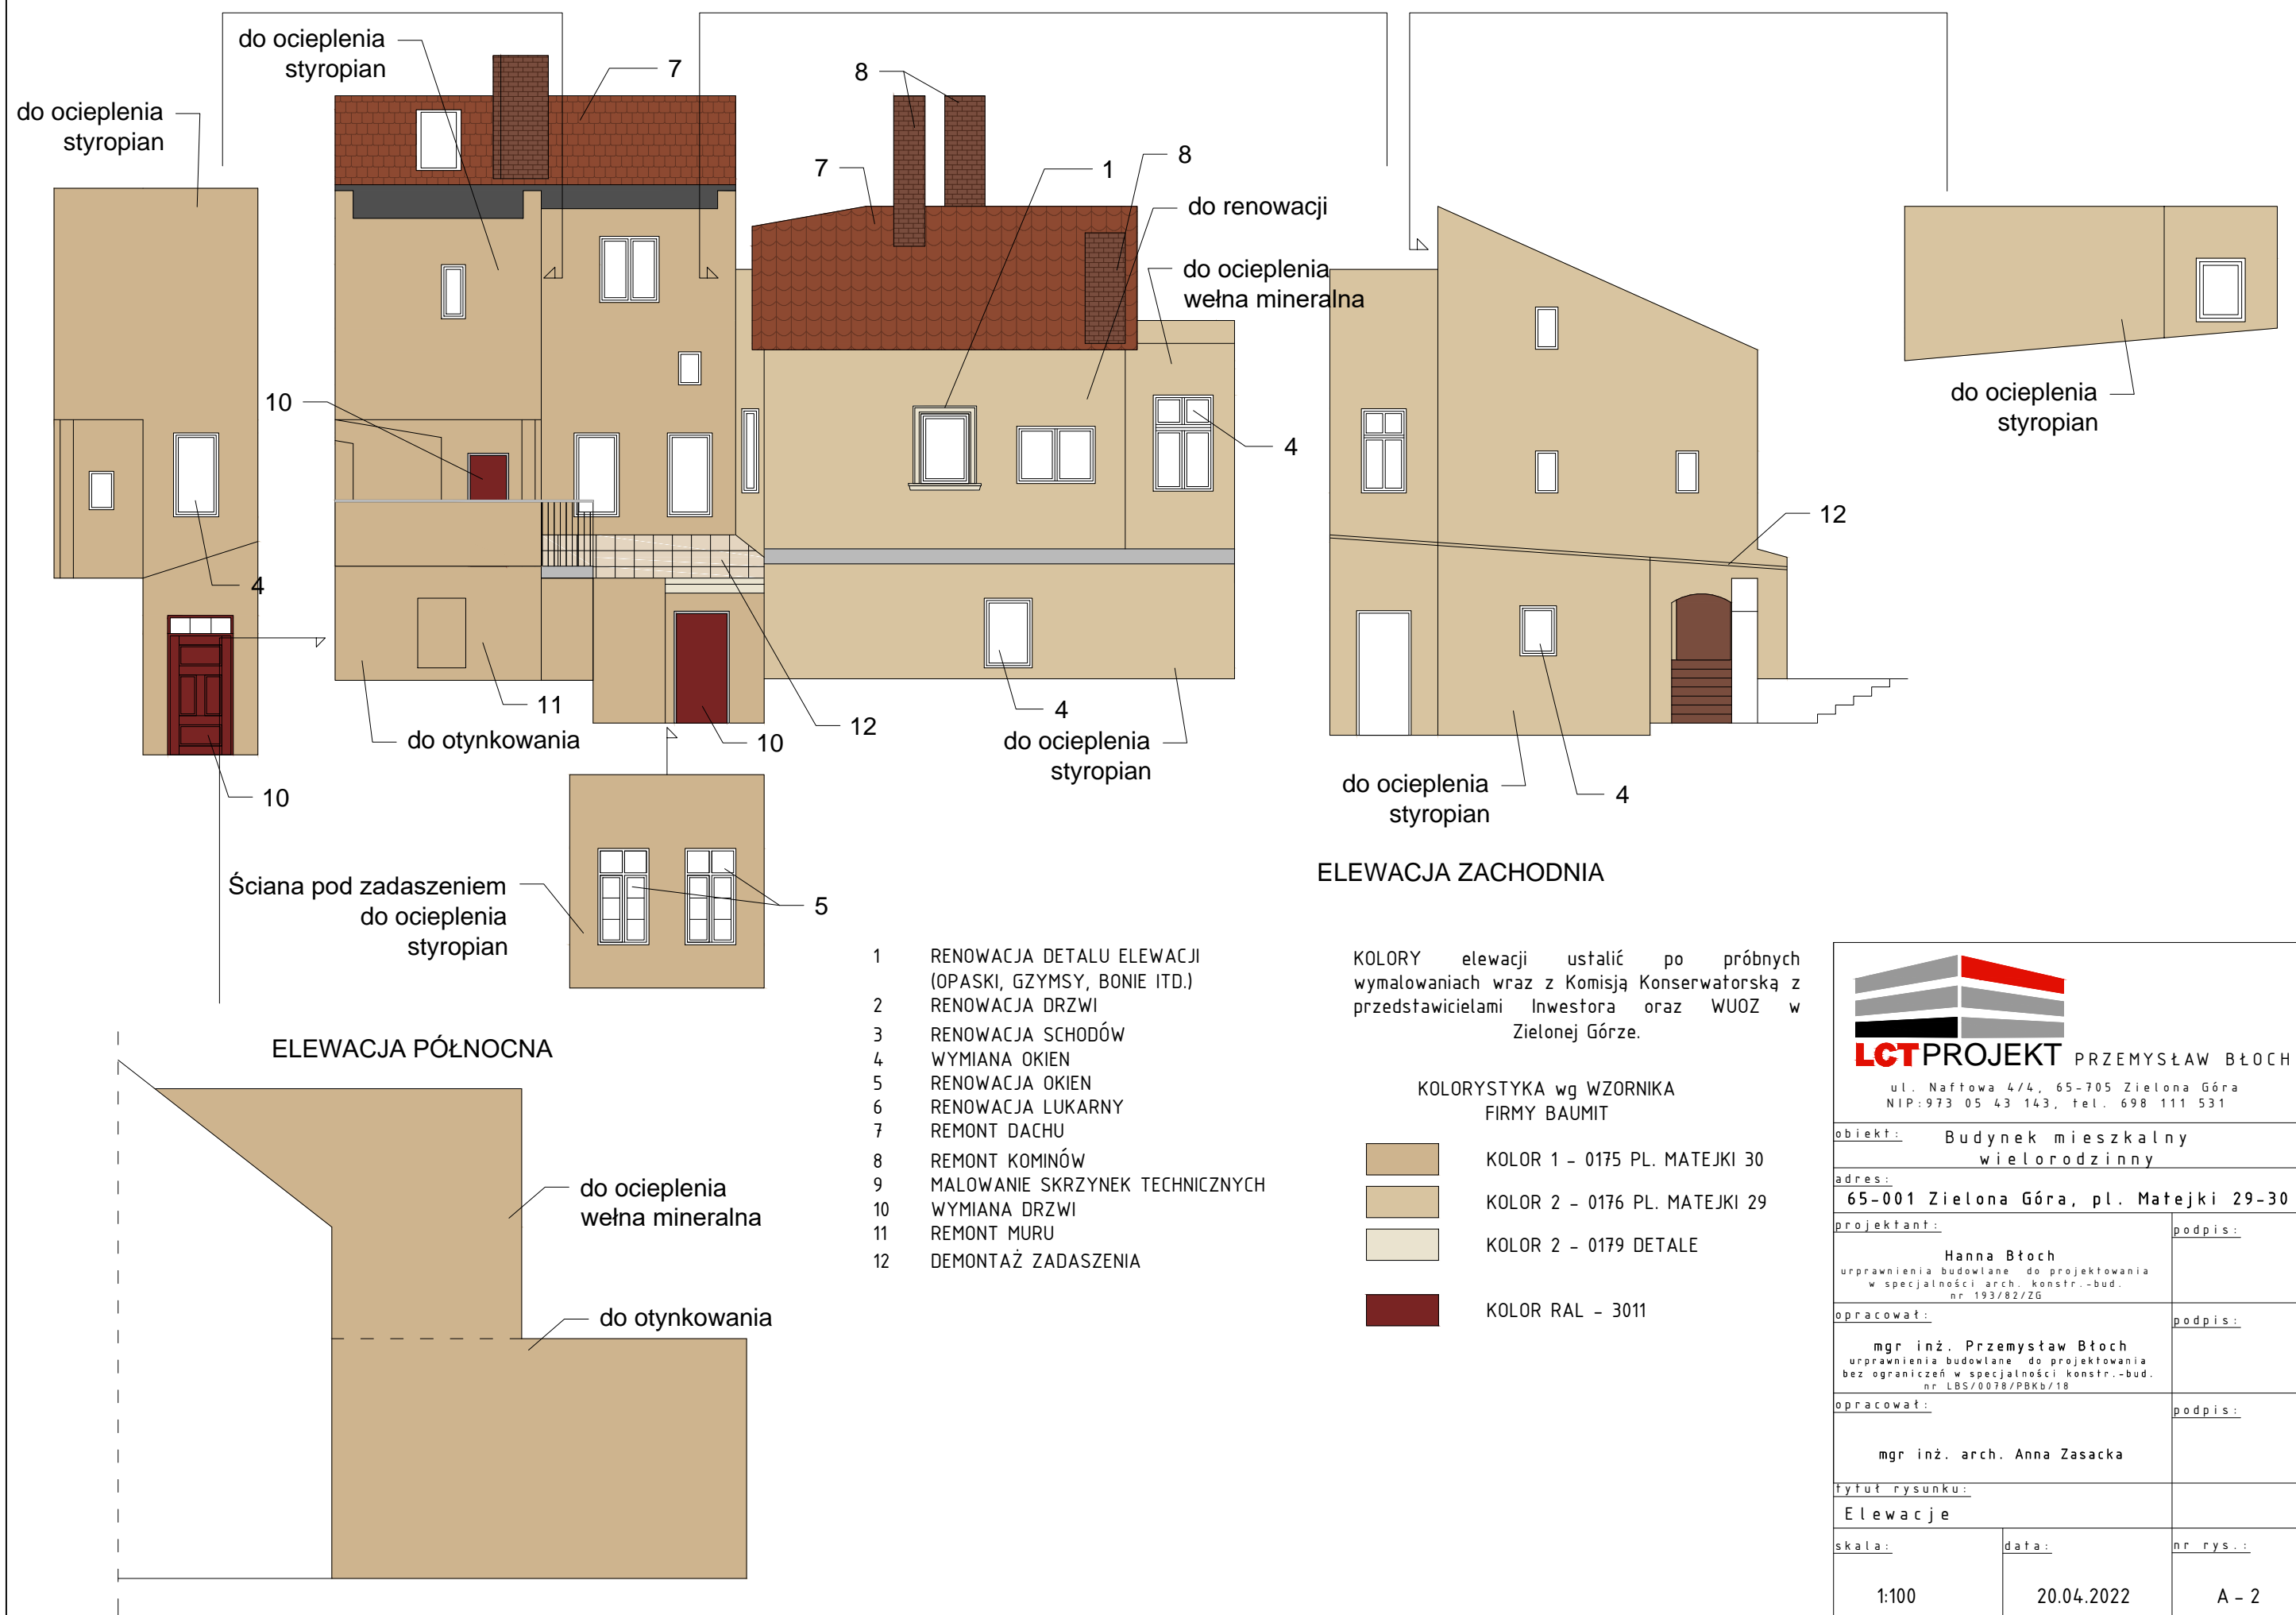 do ocieplenia
styropian
7
do ocieplenia
styropian
8
7
1
8
do renowacji
do ocieplenia
wełna mineralna
10
4
do ocieplenia
styropian
12
4
11
do otynkowania
10
12
4
do ocieplenia
styropian
10
do ocieplenia
styropian
4
Ściana pod zadaszeniem
do ocieplenia
styropian
5
ELEWACJA ZACHODNIA
ELEWACJA PÓŁNOCNA
do ocieplenia
wełna mineralna
do otynkowania
1 RENOWACJA DETALU ELEWACJI
(OPASKI, GZYMSY, BONIE ITD.)
2 RENOWACJA DRZWI
3 RENOWACJA SCHODÓW
4 WYMIANA OKIEN
5 RENOWACJA OKIEN
6 RENOWACJA LUKARNY
7 REMONT DACHU
8 REMONT KOMINÓW
9 MALOWANIE SKRZYNEK TECHNICZNYCH
10 WYMIANA DRZWI
11 REMONT MURU
12 DEMONTAŻ ZADASZENIA
KOLORY elewacji ustalić po próbnych
wymalowaniach wraz z Komisją Konserwatorską z
przedstawicielami Inwestora oraz WUOZ w
Zielonej Górze.
KOLORYSTYKA wg WZORNIKA
FIRMY BAUMIT
KOLOR 1 - 0175 PL. MATEJKI 30
KOLOR 2 - 0176 PL. MATEJKI 29
KOLOR 2 - 0179 DETALE
KOLOR RAL - 3011
LCTPROJEKT PRZEMYSŁAW BŁOCH
ul. Naftowa 4/4, 65-705 Zielona Góra
NIP:973 05 43 143, tel. 698 111 531
obiekt: Budynek mieszkalny
wielorodzinny
adres:
65-001 Zielona Góra, pl. Matejki 29-30
projektant: podpis:
Hanna Błoch
urprawnienia budowlane do projektowania
w specjalności arch. konstr.-bud.
nr 193/82/ZG
opracował: podpis:
mgr inż. Przemysław Błoch
urprawnienia budowlane do projektowania
bez ograniczeń w specjalności konstr.-bud.
nr LBS/0078/PBKb/18
opracował: podpis:
mgr inż. arch. Anna Zasacka
tytuł rysunku:
Elewacje
skala: data: nr rys.:
1:100 20.04.2022 A - 2